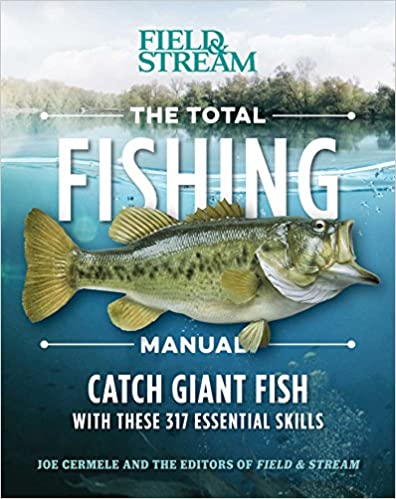 FIELD &
STREAM
THE TOTAL
FISHING
MANUAL
CATCH GIANT FISH
WITH THESE 317 ESSENTIAL SKILLS
JOE CERMELE AND THE EDITORS OF FIELD & STREAM